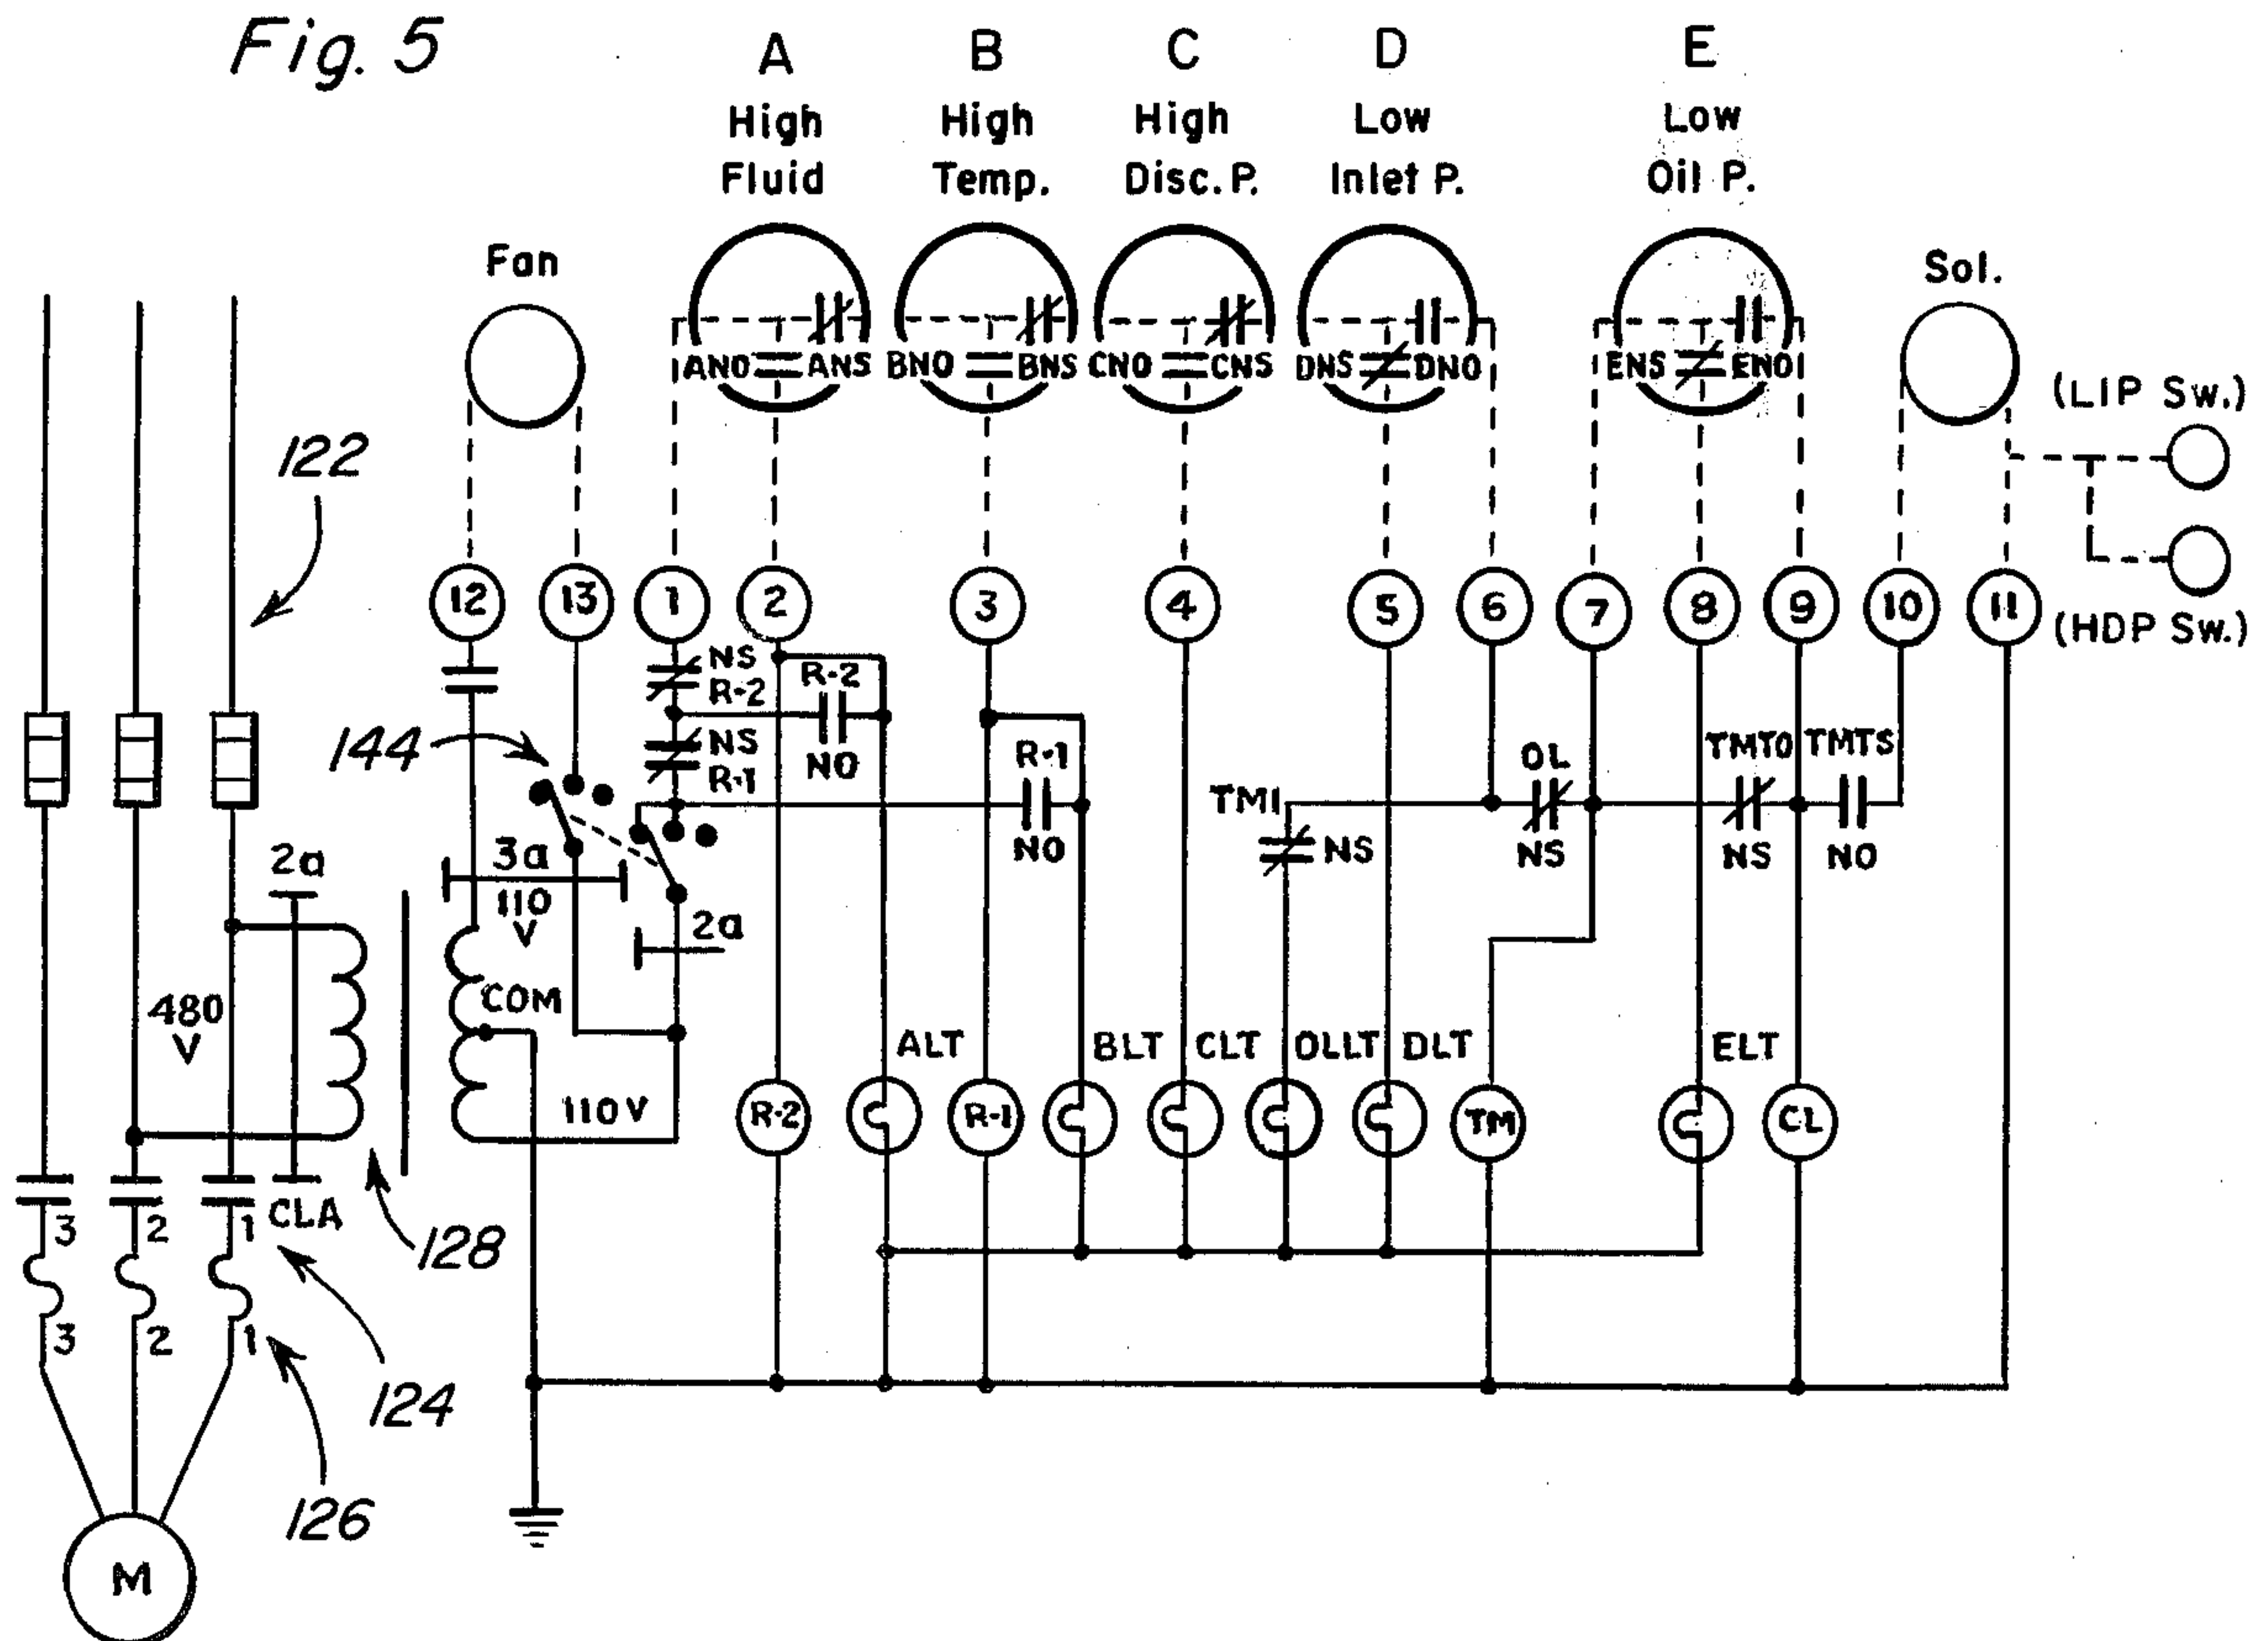 Fig. 5
A B C D E
High High High Low Low
Fluid Temp. Disc. P. Inlet P. Oil P.
Fan
Sol.
ANO ANS BNO BNS CNO CNS DNS DNO ENS ENO
(LIP Sw.)
(HDP Sw.)
122
12 13 1 2 3 4 5 6 7 8 9 10 11
NS
R-2
R-2
NO
NS
R-1
R-1
NO
144
TM1
NS
OL
NS
TMTO TMTS
NS NO
2a
3a
110
V
2a
480
V
COM
110 V
ALT BLT CLT OLLT DLT ELT
R-2 R-1 TM CL
3 2 1 CLA
128
3 2 1
124
126
M